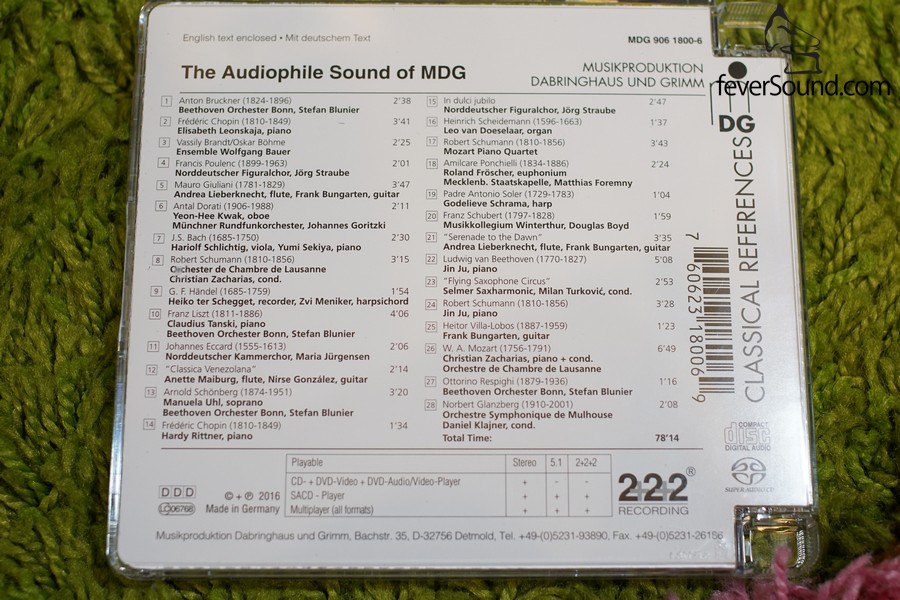 English text enclosed • Mit deutschem Text
MDG 906 1800-6
The Audiophile Sound of MDG
MUSIKPRODUKTION
DABRINGHAUS UND GRIMM
feverSound.com
DG
CLASSICAL REFERENCES
1 Anton Bruckner (1824-1896) 2'38
Beethoven Orchester Bonn, Stefan Blunier
2 Frédéric Chopin (1810-1849) 3'41
Elisabeth Leonskaja, piano
3 Vassily Brandt/Oskar Böhme 2'25
Ensemble Wolfgang Bauer
4 Francis Poulenc (1899-1963) 2'01
Norddeutscher Figuralchor, Jörg Straube
5 Mauro Giuliani (1781-1829) 3'47
Andrea Lieberknecht, flute, Frank Bungarten, guitar
6 Antal Dorati (1906-1988) 2'11
Yeon-Hee Kwak, oboe
Münchner Rundfunkorchester, Johannes Goritzki
7 J.S. Bach (1685-1750) 2'30
Hariolf Schlichtig, viola, Yumi Sekiya, piano
8 Robert Schumann (1810-1856) 3'15
Orchester de Chambre de Lausanne
Christian Zacharias, cond.
9 G. F. Händel (1685-1759) 1'54
Heiko ter Schegget, recorder, Zvi Meniker, harpsichord
10 Franz Liszt (1811-1886) 4'06
Claudius Tanski, piano
Beethoven Orchester Bonn, Stefan Blunier
11 Johannes Eccard (1555-1613) 2'06
Norddeutscher Kammerchor, Maria Jürgensen
12 "Classica Venezolana" 2'14
Anette Maiburg, flute, Nirse González, guitar
13 Arnold Schönberg (1874-1951) 3'20
Manuela Uhl, soprano
Beethoven Orchester Bonn, Stefan Blunier
14 Frédéric Chopin (1810-1849) 1'34
Hardy Rittner, piano
15 In dulci jubilo 2'47
Norddeutscher Figuralchor, Jörg Straube
16 Heinrich Scheidemann (1596-1663) 1'37
Leo van Doeselaar, organ
17 Robert Schumann (1810-1856) 3'43
Mozart Piano Quartet
18 Amilcare Ponchielli (1834-1886) 2'24
Roland Fröscher, euphonium
Mecklenb. Staatskapelle, Matthias Foremny
19 Padre Antonio Soler (1729-1783) 1'04
Godelieve Schrama, harp
20 Franz Schubert (1797-1828) 1'59
Musikkollegium Winterthur, Douglas Boyd
21 "Serenade to the Dawn" 3'35
Andrea Lieberknecht, flute, Frank Bungarten, guitar
22 Ludwig van Beethoven (1770-1827) 5'08
Jin Ju, piano
23 "Flying Saxophone Circus" 2'53
Selmer Saxharmonic, Milan Turković, cond.
24 Robert Schumann (1810-1856) 3'28
Jin Ju, piano
25 Heitor Villa-Lobos (1887-1959) 1'23
Frank Bungarten, guitar
26 W. A. Mozart (1756-1791) 6'49
Christian Zacharias, piano + cond.
Orchestre de Chambre de Lausanne
27 Ottorino Respighi (1879-1936) 1'16
Beethoven Orchester Bonn, Stefan Blunier
28 Norbert Glanzberg (1910-2001) 2'08
Orchestre Symphonique de Mulhouse
Daniel Klajner, cond.
Total Time: 78'14
7 60623 18006 9
COMPACT
disc
DIGITAL AUDIO
SUPER AUDIO CD
Playable Stereo 5.1 2+2+2
CD- + DVD-Video + DVD-Audio/Video-Player + - -
SACD - Player + + +
Multiplayer (all formats) + + +
2+2+2®
RECORDING
DDD
LC06768
© + ℗ 2016
Made in Germany
Musikproduktion Dabringhaus und Grimm, Bachstr. 35, D-32756 Detmold, Tel. +49-(0)5231-93890, Fax. +49-(0)5231-26186